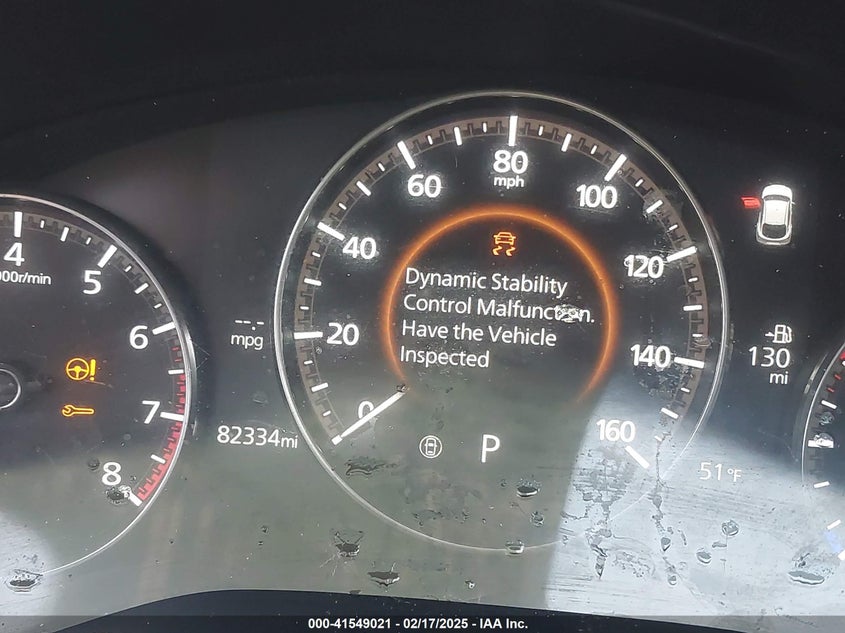 4
000r/min
5
6
7
8
--.- mpg
82334mi
0
20
40
60
80
mph
100
120
140
160
Dynamic Stability
Control Malfunction.
Have the Vehicle
Inspected
P
130
mi
51°F
000-41549021 - 02/17/2025 - IAA Inc.